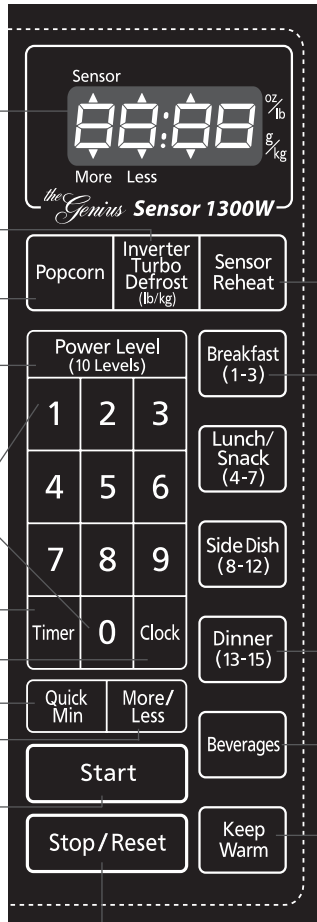 Sensor
88:88
oz/lb
g/kg
More Less
the Genius Sensor 1300W
Popcorn
Inverter
Turbo
Defrost
(lb/kg)
Sensor
Reheat
Power Level
(10 Levels)
1 2 3
4 5 6
7 8 9
Timer 0 Clock
Quick
Min
More/
Less
Start
Stop/Reset
Breakfast
(1-3)
Lunch/
Snack
(4-7)
Side Dish
(8-12)
Dinner
(13-15)
Beverages
Keep
Warm